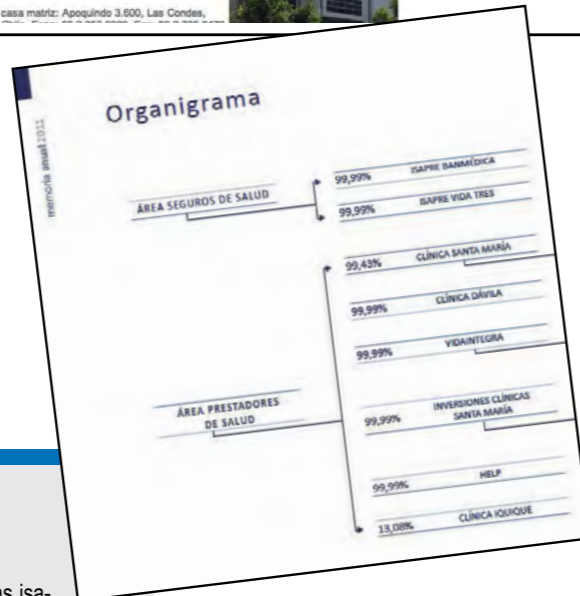 casa matriz: Apoquindo 3.600, Las Condes,
memoria anual 2011
Organigrama
ÁREA SEGUROS DE SALUD
99,99% ISAPRE BANMÉDICA
99,99% ISAPRE VIDA TRES
99,43% CLÍNICA SANTA MARÍA
99,99% CLÍNICA DÁVILA
99,99% VIDAINTEGRA
ÁREA PRESTADORES
DE SALUD
99,99% INVERSIONES CLÍNICAS
SANTA MARÍA
99,99% HELP
13,08% CLÍNICA IQUIQUE
as isa-